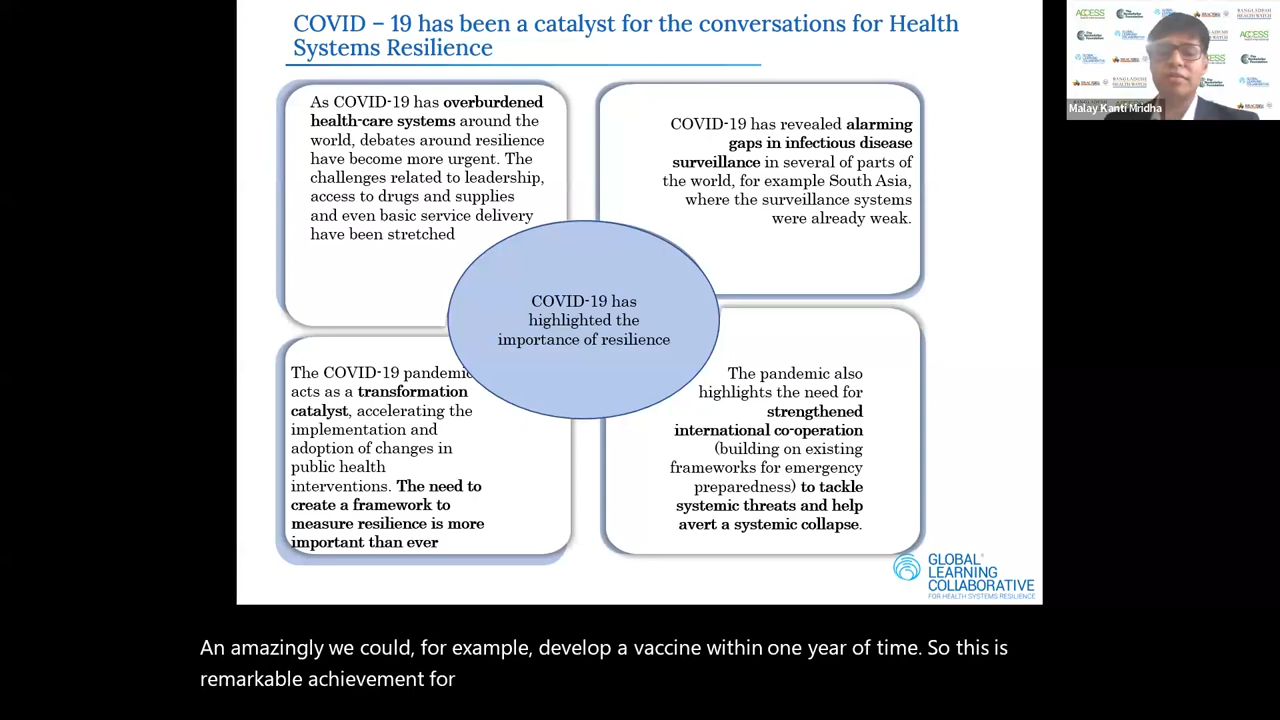 COVID – 19 has been a catalyst for the conversations for Health
Systems Resilience
As COVID-19 has overburdened
health-care systems around the
world, debates around resilience
have become more urgent. The
challenges related to leadership,
access to drugs and supplies
and even basic service delivery
have been stretched
COVID-19 has revealed alarming
gaps in infectious disease
surveillance in several of parts of
the world, for example South Asia,
where the surveillance systems
were already weak.
COVID-19 has
highlighted the
importance of resilience
The COVID-19 pandemic
acts as a transformation
catalyst, accelerating the
implementation and
adoption of changes in
public health
interventions. The need to
create a framework to
measure resilience is more
important than ever
The pandemic also
highlights the need for
strengthened
international co-operation
(building on existing
frameworks for emergency
preparedness) to tackle
systemic threats and help
avert a systemic collapse.
GLOBAL
LEARNING
COLLABORATIVE
FOR HEALTH SYSTEMS RESILIENCE
ACCESS
BANGLADESH
HEALTH WATCH
Malay Kanti Mridha
An amazingly we could, for example, develop a vaccine within one year of time. So this is
remarkable achievement for